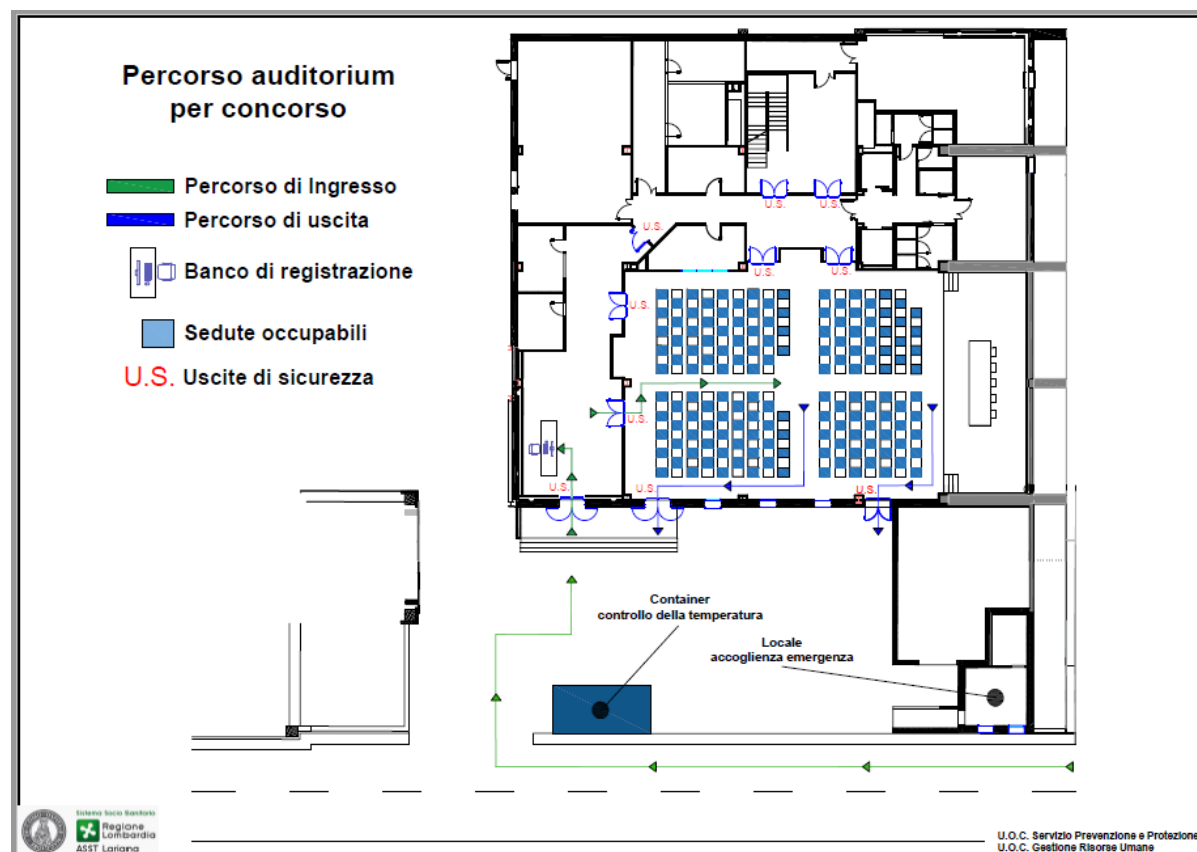 Percorso auditorium
per concorso
Percorso di Ingresso
Percorso di uscita
Banco di registrazione
Sedute occupabili
U.S. Uscite di sicurezza
U.S.
U.S.
U.S.
U.S.
U.S.
U.S.
U.S.
U.S.
U.S.
U.S.
Container
controllo della temperatura
Locale
accoglienza emergenza
Sistema Socio Sanitario
Regione
Lombardia
ASST Lariana
U.O.C. Servizio Prevenzione e Protezione
U.O.C. Gestione Risorse Umane